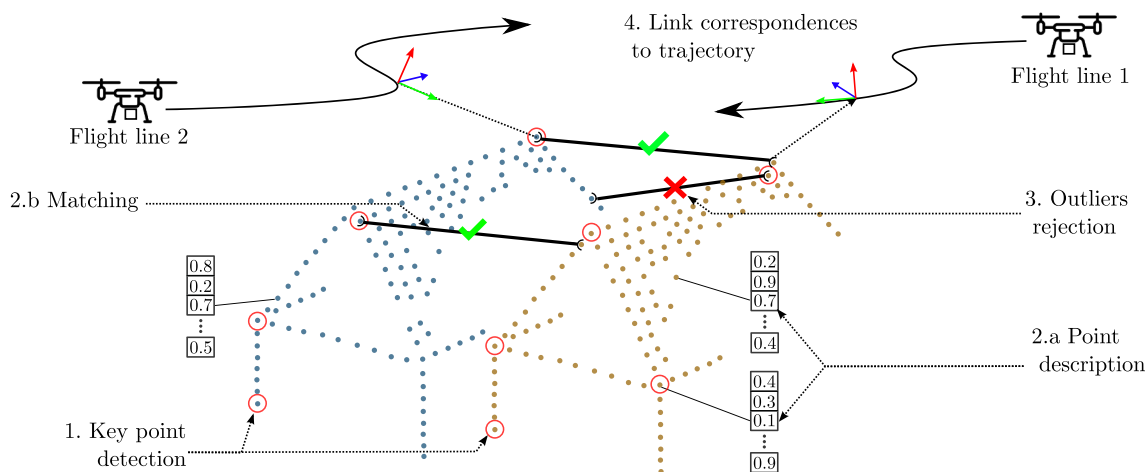 4. Link correspondences
to trajectory
Flight line 1
Flight line 2
2.b Matching
3. Outliers
rejection
0.8
0.2
0.7
0.5
0.2
0.9
0.7
0.4
2.a Point
description
0.4
0.3
0.1
0.9
1. Key point
detection